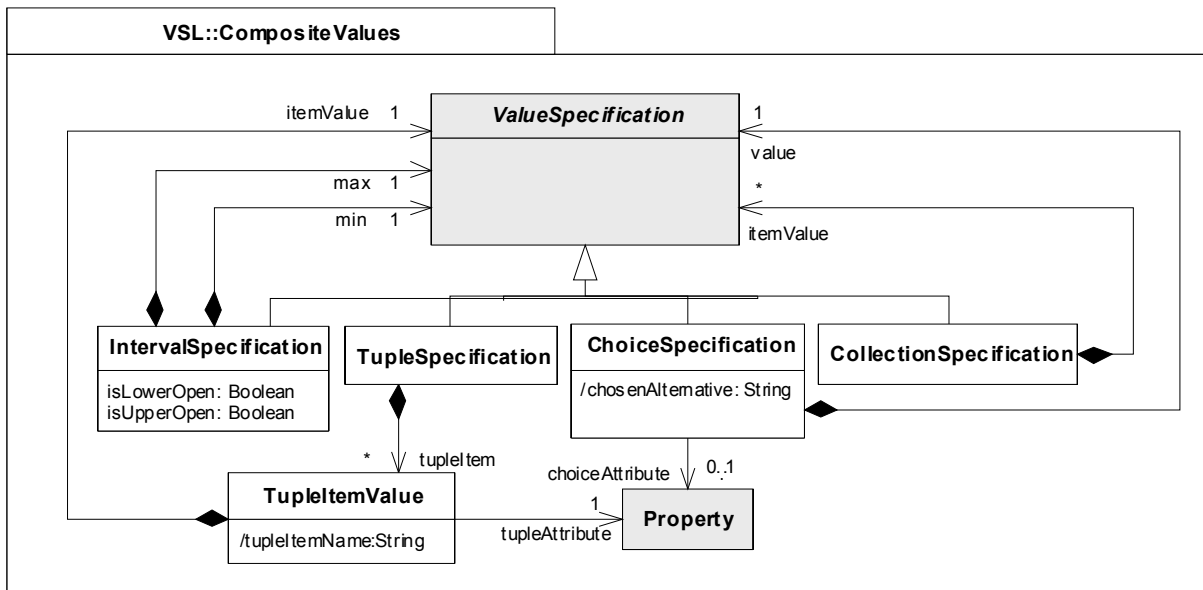 VSL::CompositeValues
itemValue 1
ValueSpecification
1
value
max 1
*
min 1
itemValue
IntervalSpecification
isLowerOpen: Boolean
isUpperOpen: Boolean
TupleSpecification
ChoiceSpecification
/chosenAlternative: String
CollectionSpecification
* tupleItem
choiceAttribute 0..1
TupleItemValue
/tupleItemName:String
1
tupleAttribute
Property